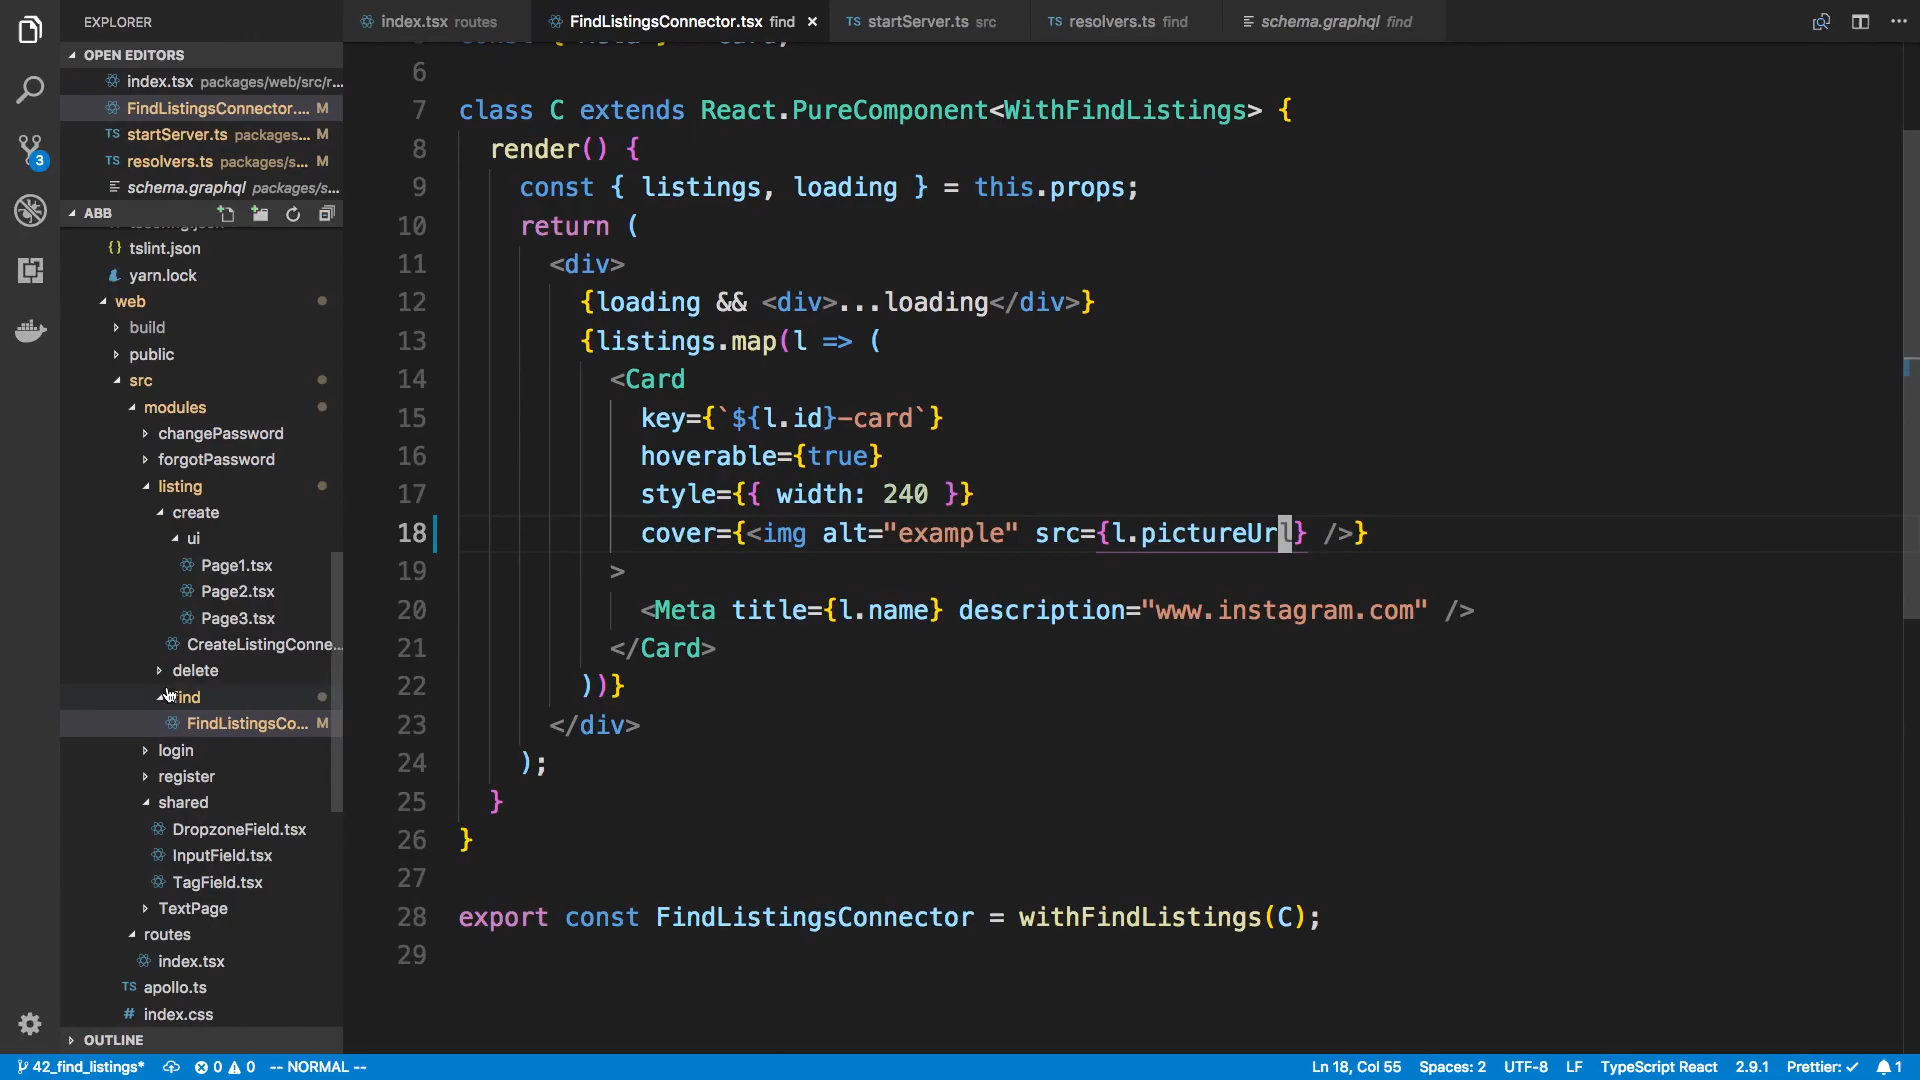 EXPLORER
OPEN EDITORS
index.tsx packages/web/src/r...
FindListingsConnector.... M
TS startServer.ts packages... M
TS resolvers.ts packages/s... M
schema.graphql packages/s...
ABB
{} tslint.json
yarn.lock
web
build
public
src
modules
changePassword
forgotPassword
listing
create
ui
Page1.tsx
Page2.tsx
Page3.tsx
CreateListingConne...
delete
find
FindListingsCo... M
login
register
shared
DropzoneField.tsx
InputField.tsx
TagField.tsx
TextPage
routes
index.tsx
TS apollo.ts
# index.css
OUTLINE
3
index.tsx routes
FindListingsConnector.tsx find ×
TS startServer.ts src
TS resolvers.ts find
schema.graphql find
6
7 class C extends React.PureComponent<WithFindListings> {
8 render() {
9 const { listings, loading } = this.props;
10 return (
11 <div>
12 {loading && <div>...loading</div>}
13 {listings.map(l => (
14 <Card
15 key={`${l.id}-card`}
16 hoverable={true}
17 style={{ width: 240 }}
18 cover={<img alt="example" src={l.pictureUrl} />}
19 >
20 <Meta title={l.name} description="www.instagram.com" />
21 </Card>
22 ))}
23 </div>
24 );
25 }
26 }
27
28 export const FindListingsConnector = withFindListings(C);
29
42_find_listings* 0 0 -- NORMAL -- Ln 18, Col 55 Spaces: 2 UTF-8 LF TypeScript React 2.9.1 Prettier: ✓ 1